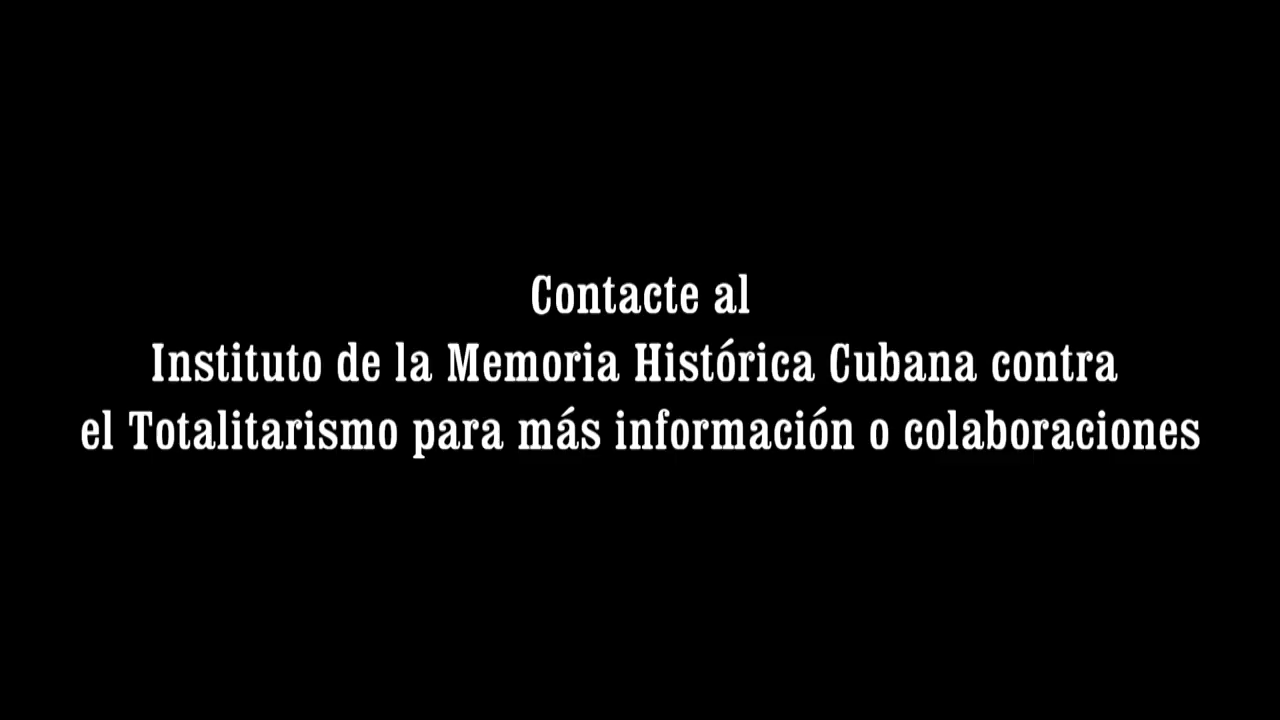 Contacte al
Instituto de la Memoria Histórica Cubana contra
el Totalitarismo para más información o colaboraciones